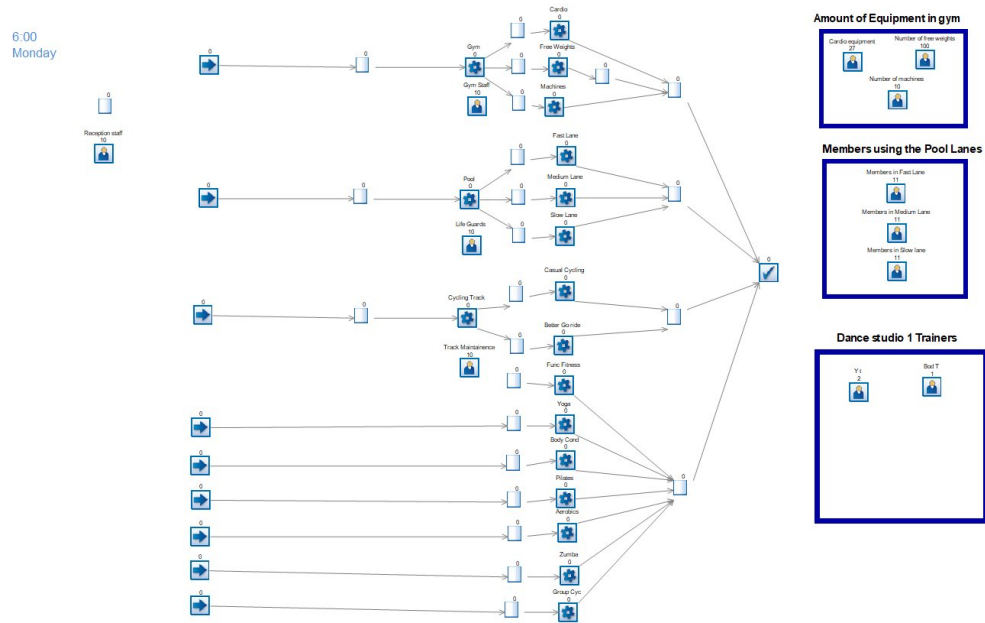 6:00
Monday
0
Reception staff
10
0
0
Gym
0
Gym Staff
10
0
Cardio
0
0
Free Weights
0
0
0
Machines
0
0
0
0
Pool
0
Life Guards
10
0
Fast Lane
0
0
Medium Lane
0
0
Slow Lane
0
0
0
0
Cycling Track
0
Track Maintainence
10
0
Casual Cycling
0
0
Better Go ride
0
0
0
0
Func Fitness
0
0
0
Yoga
0
0
0
Body Cond
0
0
0
Pilates
0
0
0
Aerobics
0
0
0
Zumba
0
0
0
Group Cyc
0
0
Amount of Equipment in gym
Cardio equipment
27
Number of free weights
100
Number of machines
10
Members using the Pool Lanes
Members in Fast Lane
11
Members in Medium Lane
11
Members in Slow lane
11
Dance studio 1 Trainers
Y t
2
Bod T
1